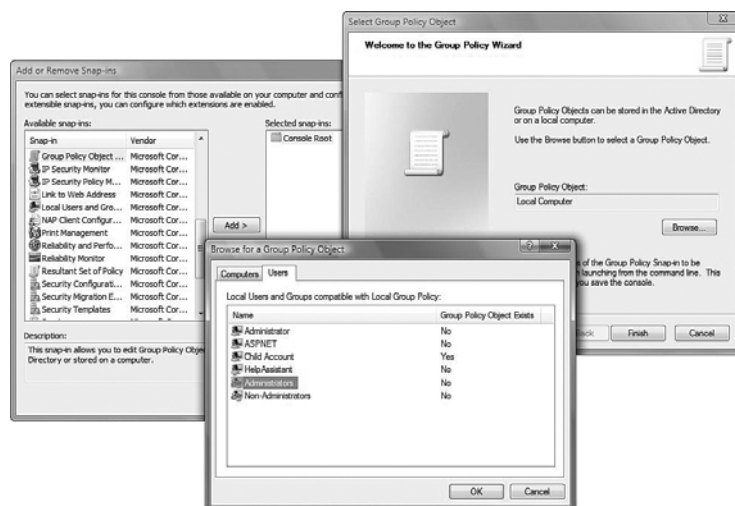 Add or Remove Snap-ins
You can select snap-ins for this console from those available on your computer and
extensible snap-ins, you can configure which extensions are enabled.
Available snap-ins:
Snap-in Vendor
Group Policy Object ... Microsoft Cor...
IP Security Monitor Microsoft Cor...
IP Security Policy M... Microsoft Cor...
Link to Web Address Microsoft Cor...
Local Users and Gro... Microsoft Cor...
NAP Client Configur... Microsoft Cor...
Print Management Microsoft Cor...
Reliability and Perfo... Microsoft Cor...
Reliability Monitor Microsoft Cor...
Resultant Set of Policy Microsoft Cor...
Security Configurati... Microsoft Cor...
Security Migration E... Microsoft Cor...
Security Templates Microsoft Cor...
Add >
Selected snap-ins:
Console Root
Description:
This snap-in allows you to edit Group Policy
Directory or stored on a computer.
Select Group Policy Object
Welcome to the Group Policy Wizard
Group Policy Objects can be stored in the Active Directory
or on a local computer.
Use the Browse button to select a Group Policy Object.
Group Policy Object:
Local Computer
Browse...
of the Group Policy Snap-in to be
launching from the command line. This
you save the console.
Finish Cancel
Browse for a Group Policy Object
Computers Users
Local Users and Groups compatible with Local Group Policy:
Name Group Policy Object Exists
Administrator No
ASPNET No
Child Account Yes
HelpAssistant No
Administrators No
Non-Administrators No
OK Cancel